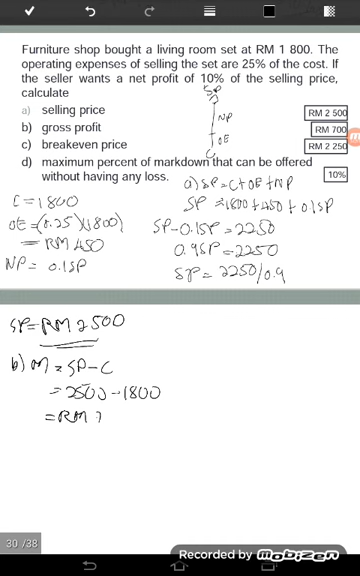 Furniture shop bought a living room set at RM 1 800. The
operating expenses of selling the set are 25% of the cost. If
the seller wants a net profit of 10% of the selling price,
calculate
a) selling price
RM 2 500
b) gross profit
RM 700
c) breakeven price
RM 2 250
d) maximum percent of markdown that can be offered
without having any loss.
10%
SP
NP
OE
C
C = 1800
OE = (0.25)(1800)
= RM 450
NP = 0.1SP
a) SP = C + OE + NP
SP = 1800 + 450 + 0.1SP
SP - 0.1SP = 2250
0.9SP = 2250
SP = 2250/0.9
SP = RM 2500
b) M = SP - C
= 2500 - 1800
= RM
30 /38
Recorded by Mobizen